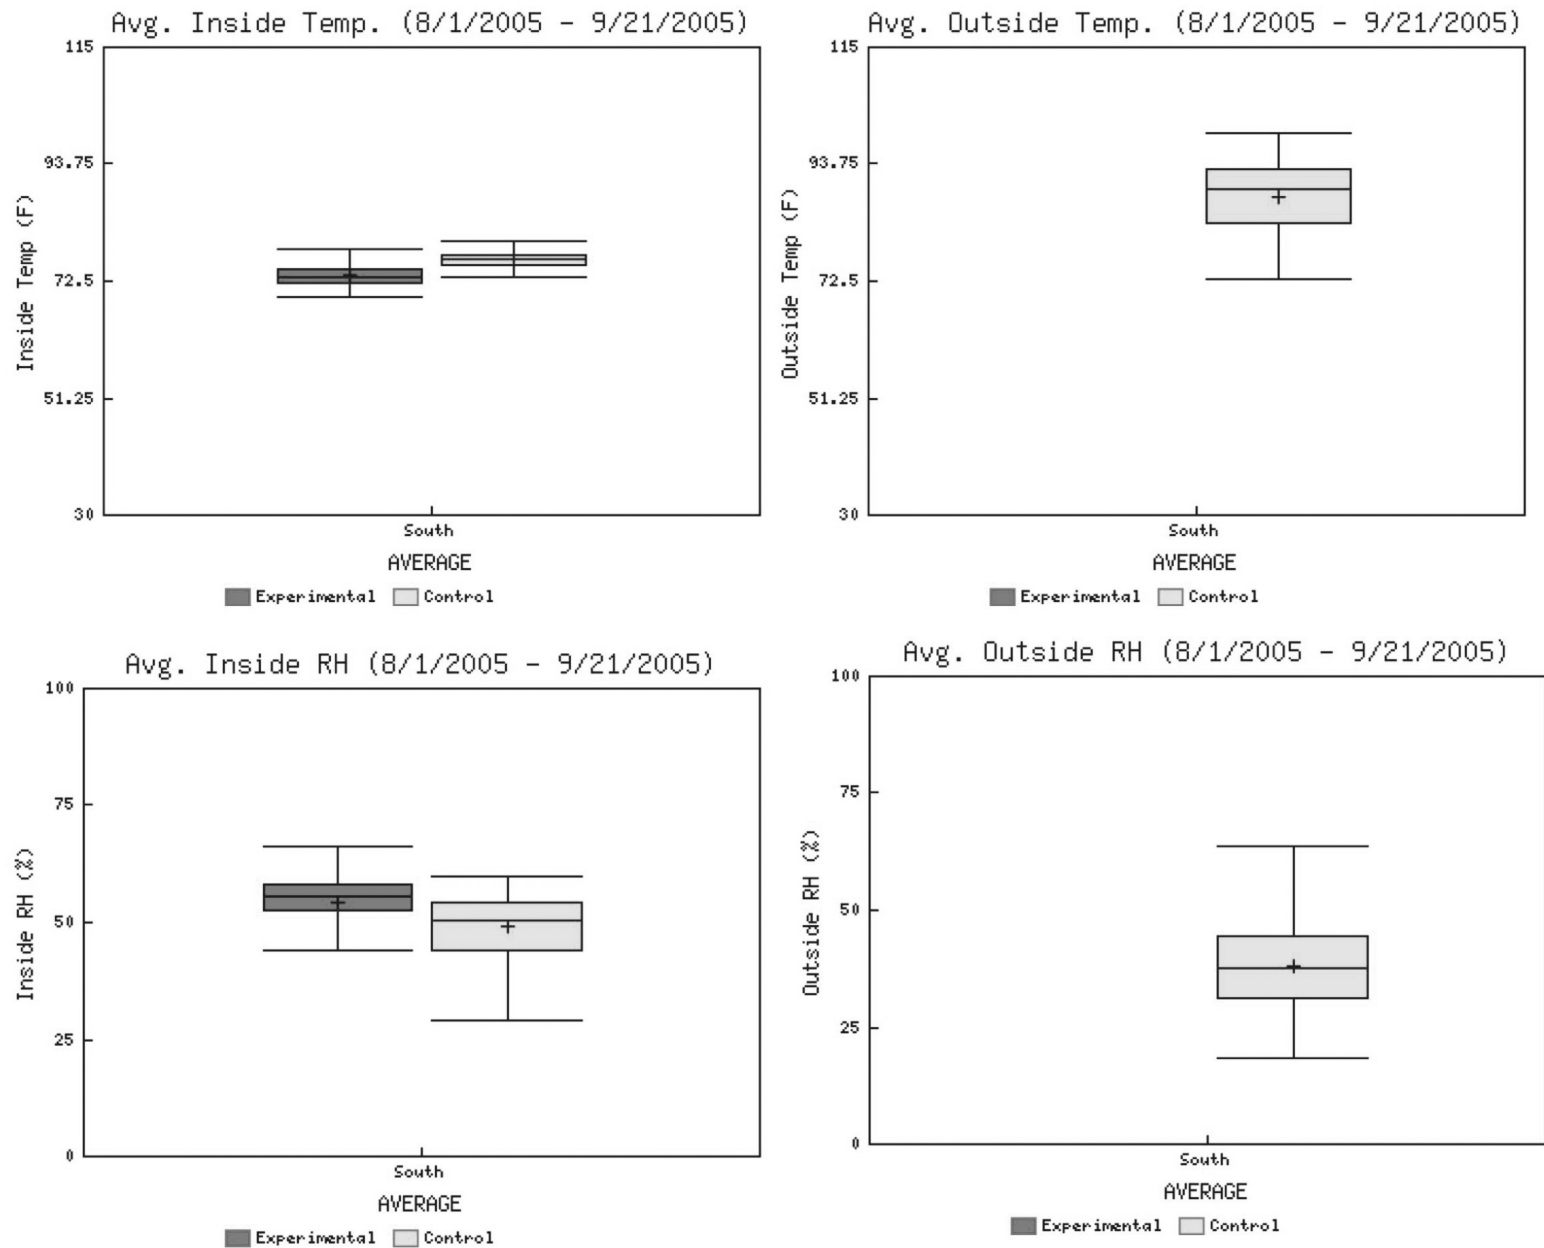 Avg. Inside Temp. (8/1/2005 - 9/21/2005)
115
93.75
72.5
51.25
30
Inside Temp (F)
South
AVERAGE
Experimental Control
Avg. Outside Temp. (8/1/2005 - 9/21/2005)
115
93.75
72.5
51.25
30
Outside Temp (F)
South
AVERAGE
Experimental Control
Avg. Inside RH (8/1/2005 - 9/21/2005)
100
75
50
25
0
Inside RH (%)
South
AVERAGE
Experimental Control
Avg. Outside RH (8/1/2005 - 9/21/2005)
100
75
50
25
0
Outside RH (%)
South
AVERAGE
Experimental Control